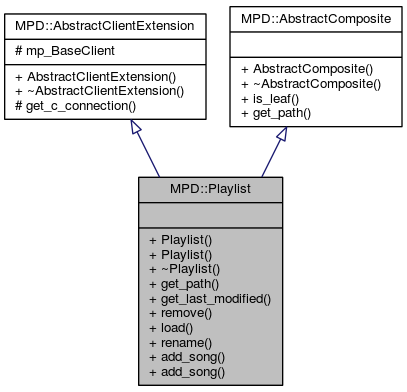 MPD::AbstractClientExtension
# mp_BaseClient
+ AbstractClientExtension()
+ ~AbstractClientExtension()
# get_c_connection()
MPD::AbstractComposite
+ AbstractComposite()
+ ~AbstractComposite()
+ is_leaf()
+ get_path()
MPD::Playlist
+ Playlist()
+ Playlist()
+ ~Playlist()
+ get_path()
+ get_last_modified()
+ remove()
+ load()
+ rename()
+ add_song()
+ add_song()